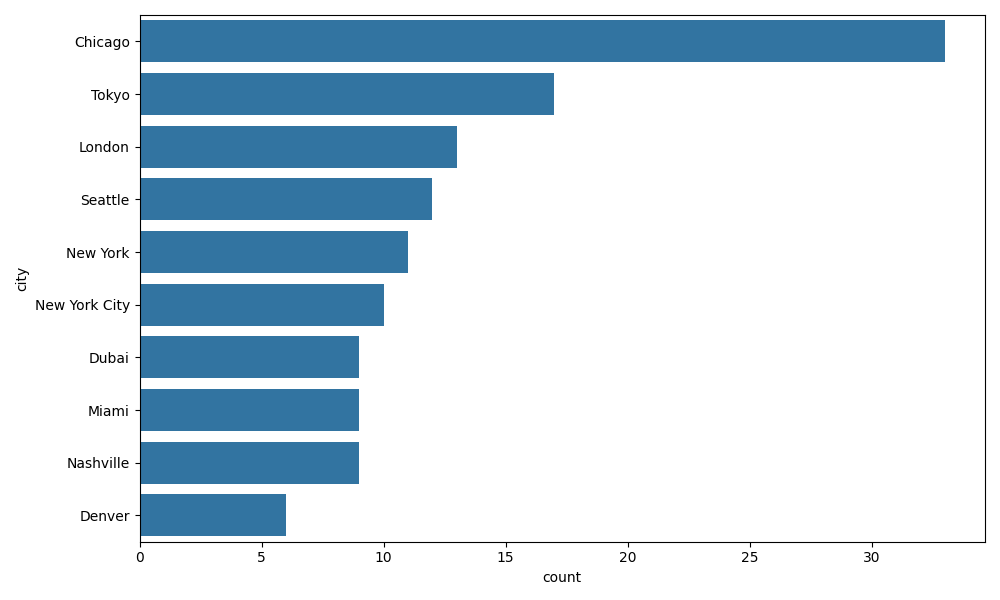 Chicago
Tokyo
London
Seattle
New York
New York City
Dubai
Miami
Nashville
Denver
city
0 5 10 15 20 25 30
count